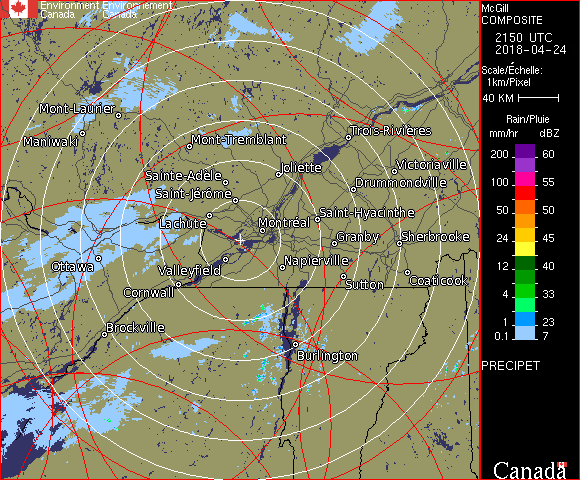 Environment Environnement
Canada Canada
McGill
COMPOSITE
2150 UTC
2018-04-24
Scale/Échelle:
1km/Pixel
40 KM
Rain/Pluie
mm/hr dBZ
200 60
100 55
50 50
24 45
12 40
4 33
1 23
0.1 7
PRECIPET
Canada
Mont-Laurier
Maniwaki
Mont-Tremblant
Trois-Rivières
Joliette
Victoriaville
Sainte-Adèle
Drummondville
Saint-Jérôme
Saint-Hyacinthe
Lachute
Montréal
Granby
Sherbrooke
Ottawa
Valleyfield
Napierville
Cornwall
Sutton
Coaticook
Brockville
Burlington